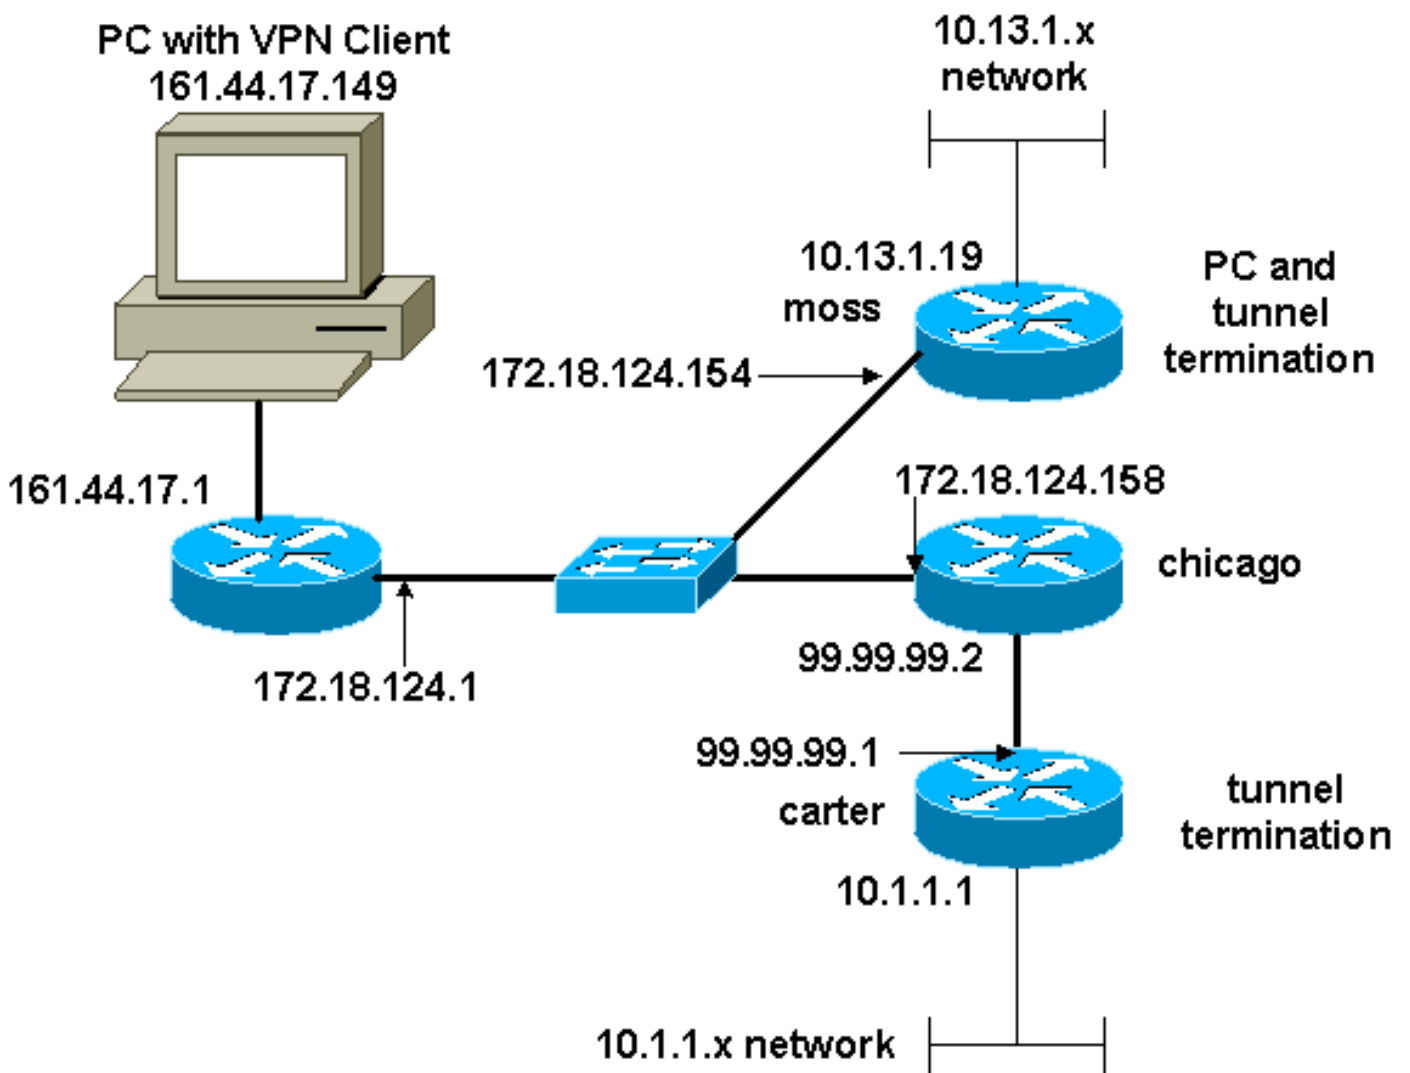 PC with VPN Client
161.44.17.149
10.13.1.x
network
10.13.1.19
moss
PC and
tunnel
termination
172.18.124.154
161.44.17.1
172.18.124.158
chicago
172.18.124.1
99.99.99.2
99.99.99.1
carter
tunnel
termination
10.1.1.1
10.1.1.x network